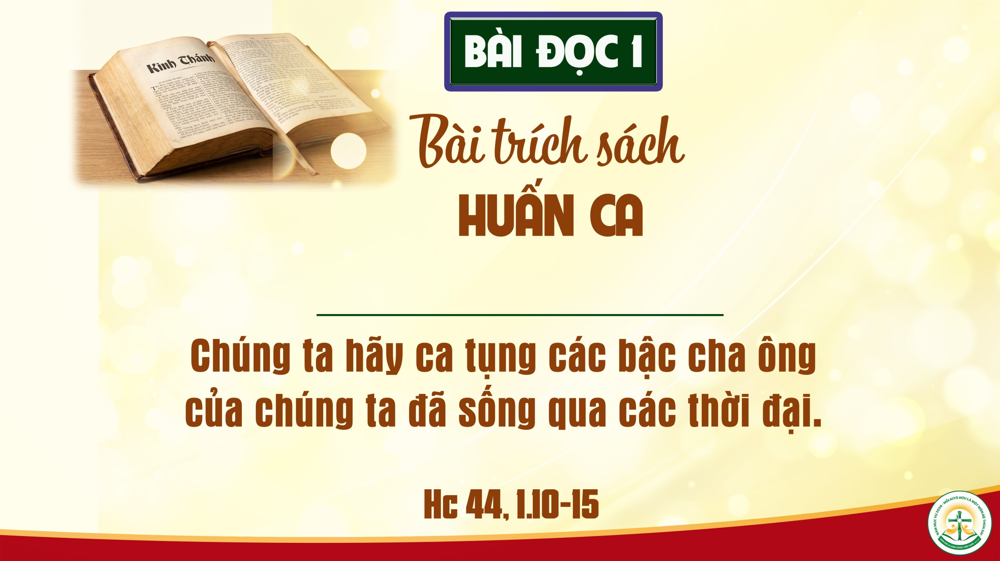 BÀI ĐỌC 1
Kinh Thánh
Bài trích sách
HUẤN CA
Chúng ta hãy ca tụng các bậc cha ông
của chúng ta đã sống qua các thời đại.
Hc 44, 1.10-15
NĂM MỤC VỤ 2026 - MỖI KITÔ HỮU LÀ MỘT MÔN ĐỆ THỪA SAI
ANH EM LÀ ÁNH SÁNG THẾ GIAN